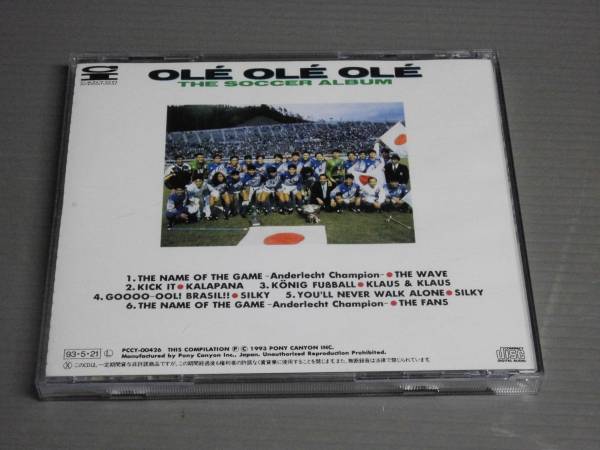 OLÉ OLÉ OLÉ
THE SOCCER ALBUM
1. THE NAME OF THE GAME -Anderlecht Champion- ● THE WAVE
2. KICK IT ● KALAPANA 3. KÖNIG FUßBALL ● KLAUS & KLAUS
4. GOOOO-OOL! BRASIL!! ● SILKY 5. YOU'LL NEVER WALK ALONE ● SILKY
6. THE NAME OF THE GAME -Anderlecht Champion- ● THE FANS
93・5・21 Ⓛ PCCY-00426 THIS COMPILATION Ⓟ © 1993 PONY CANYON INC.
Manufactured by Pony Canyon Inc., Japan. Unauthorized Reproduction Prohibited.
COMPACT
disc
DIGITAL AUDIO